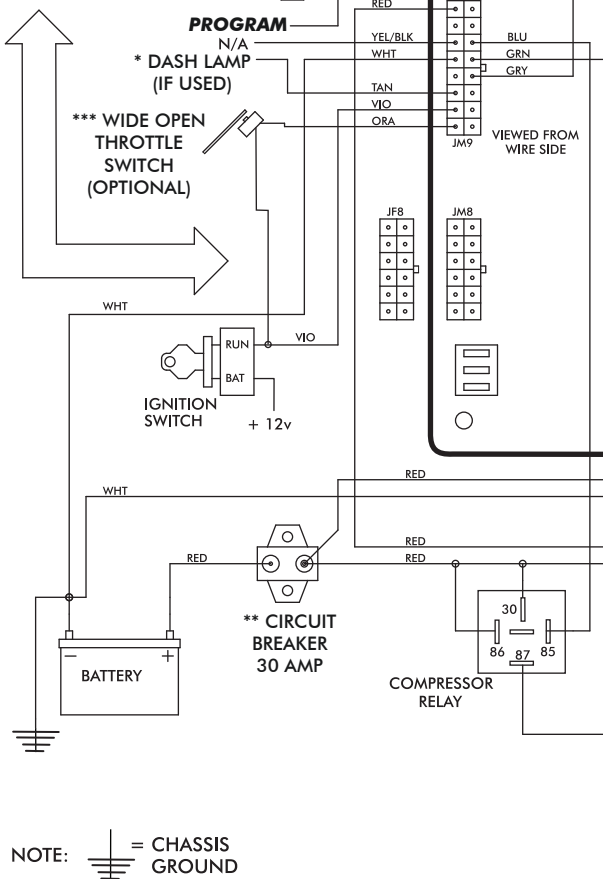 RED
PROGRAM
N/A
YEL/BLK
BLU
* DASH LAMP
(IF USED)
WHT
GRN
GRY
TAN
VIO
*** WIDE OPEN
THROTTLE
SWITCH
(OPTIONAL)
ORA
JM9
VIEWED FROM
WIRE SIDE
JF8
JM8
WHT
RUN
VIO
BAT
IGNITION
SWITCH
+ 12v
RED
WHT
RED
RED
RED
** CIRCUIT
BREAKER
30 AMP
30
86
87
85
COMPRESSOR
RELAY
− +
BATTERY
NOTE:
= CHASSIS
GROUND